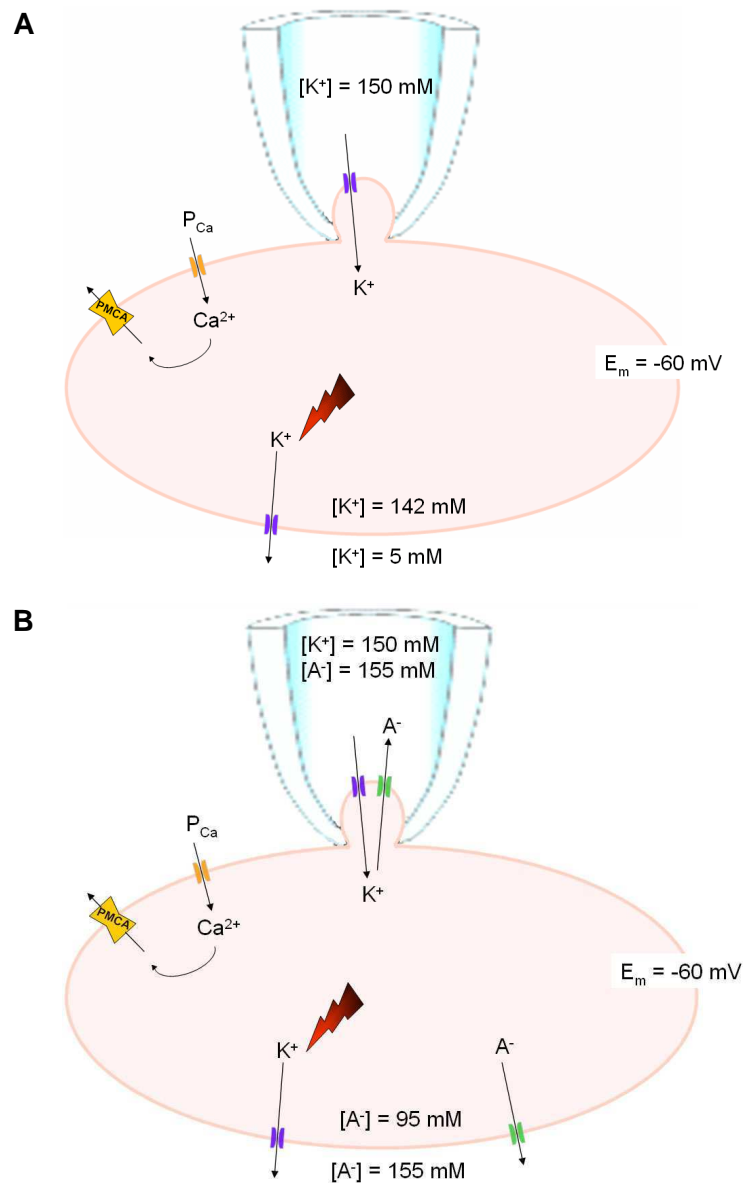 A
[K⁺] = 150 mM
P_Ca
K⁺
PMCA
Ca²⁺
E_m = -60 mV
K⁺
[K⁺] = 142 mM
[K⁺] = 5 mM
B
[K⁺] = 150 mM
[A⁻] = 155 mM
A⁻
P_Ca
K⁺
PMCA
Ca²⁺
E_m = -60 mV
K⁺
A⁻
[A⁻] = 95 mM
[A⁻] = 155 mM